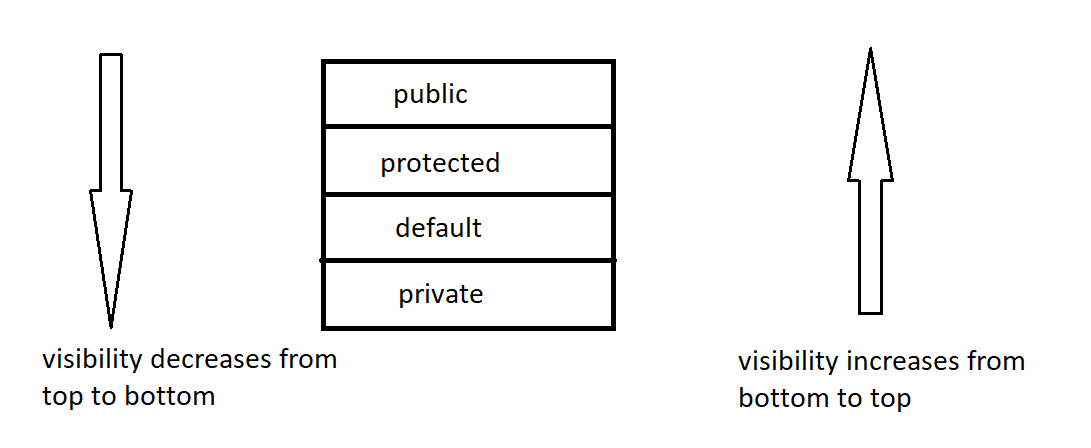 public
protected
default
private
visibility decreases from
top to bottom
visibility increases from
bottom to top